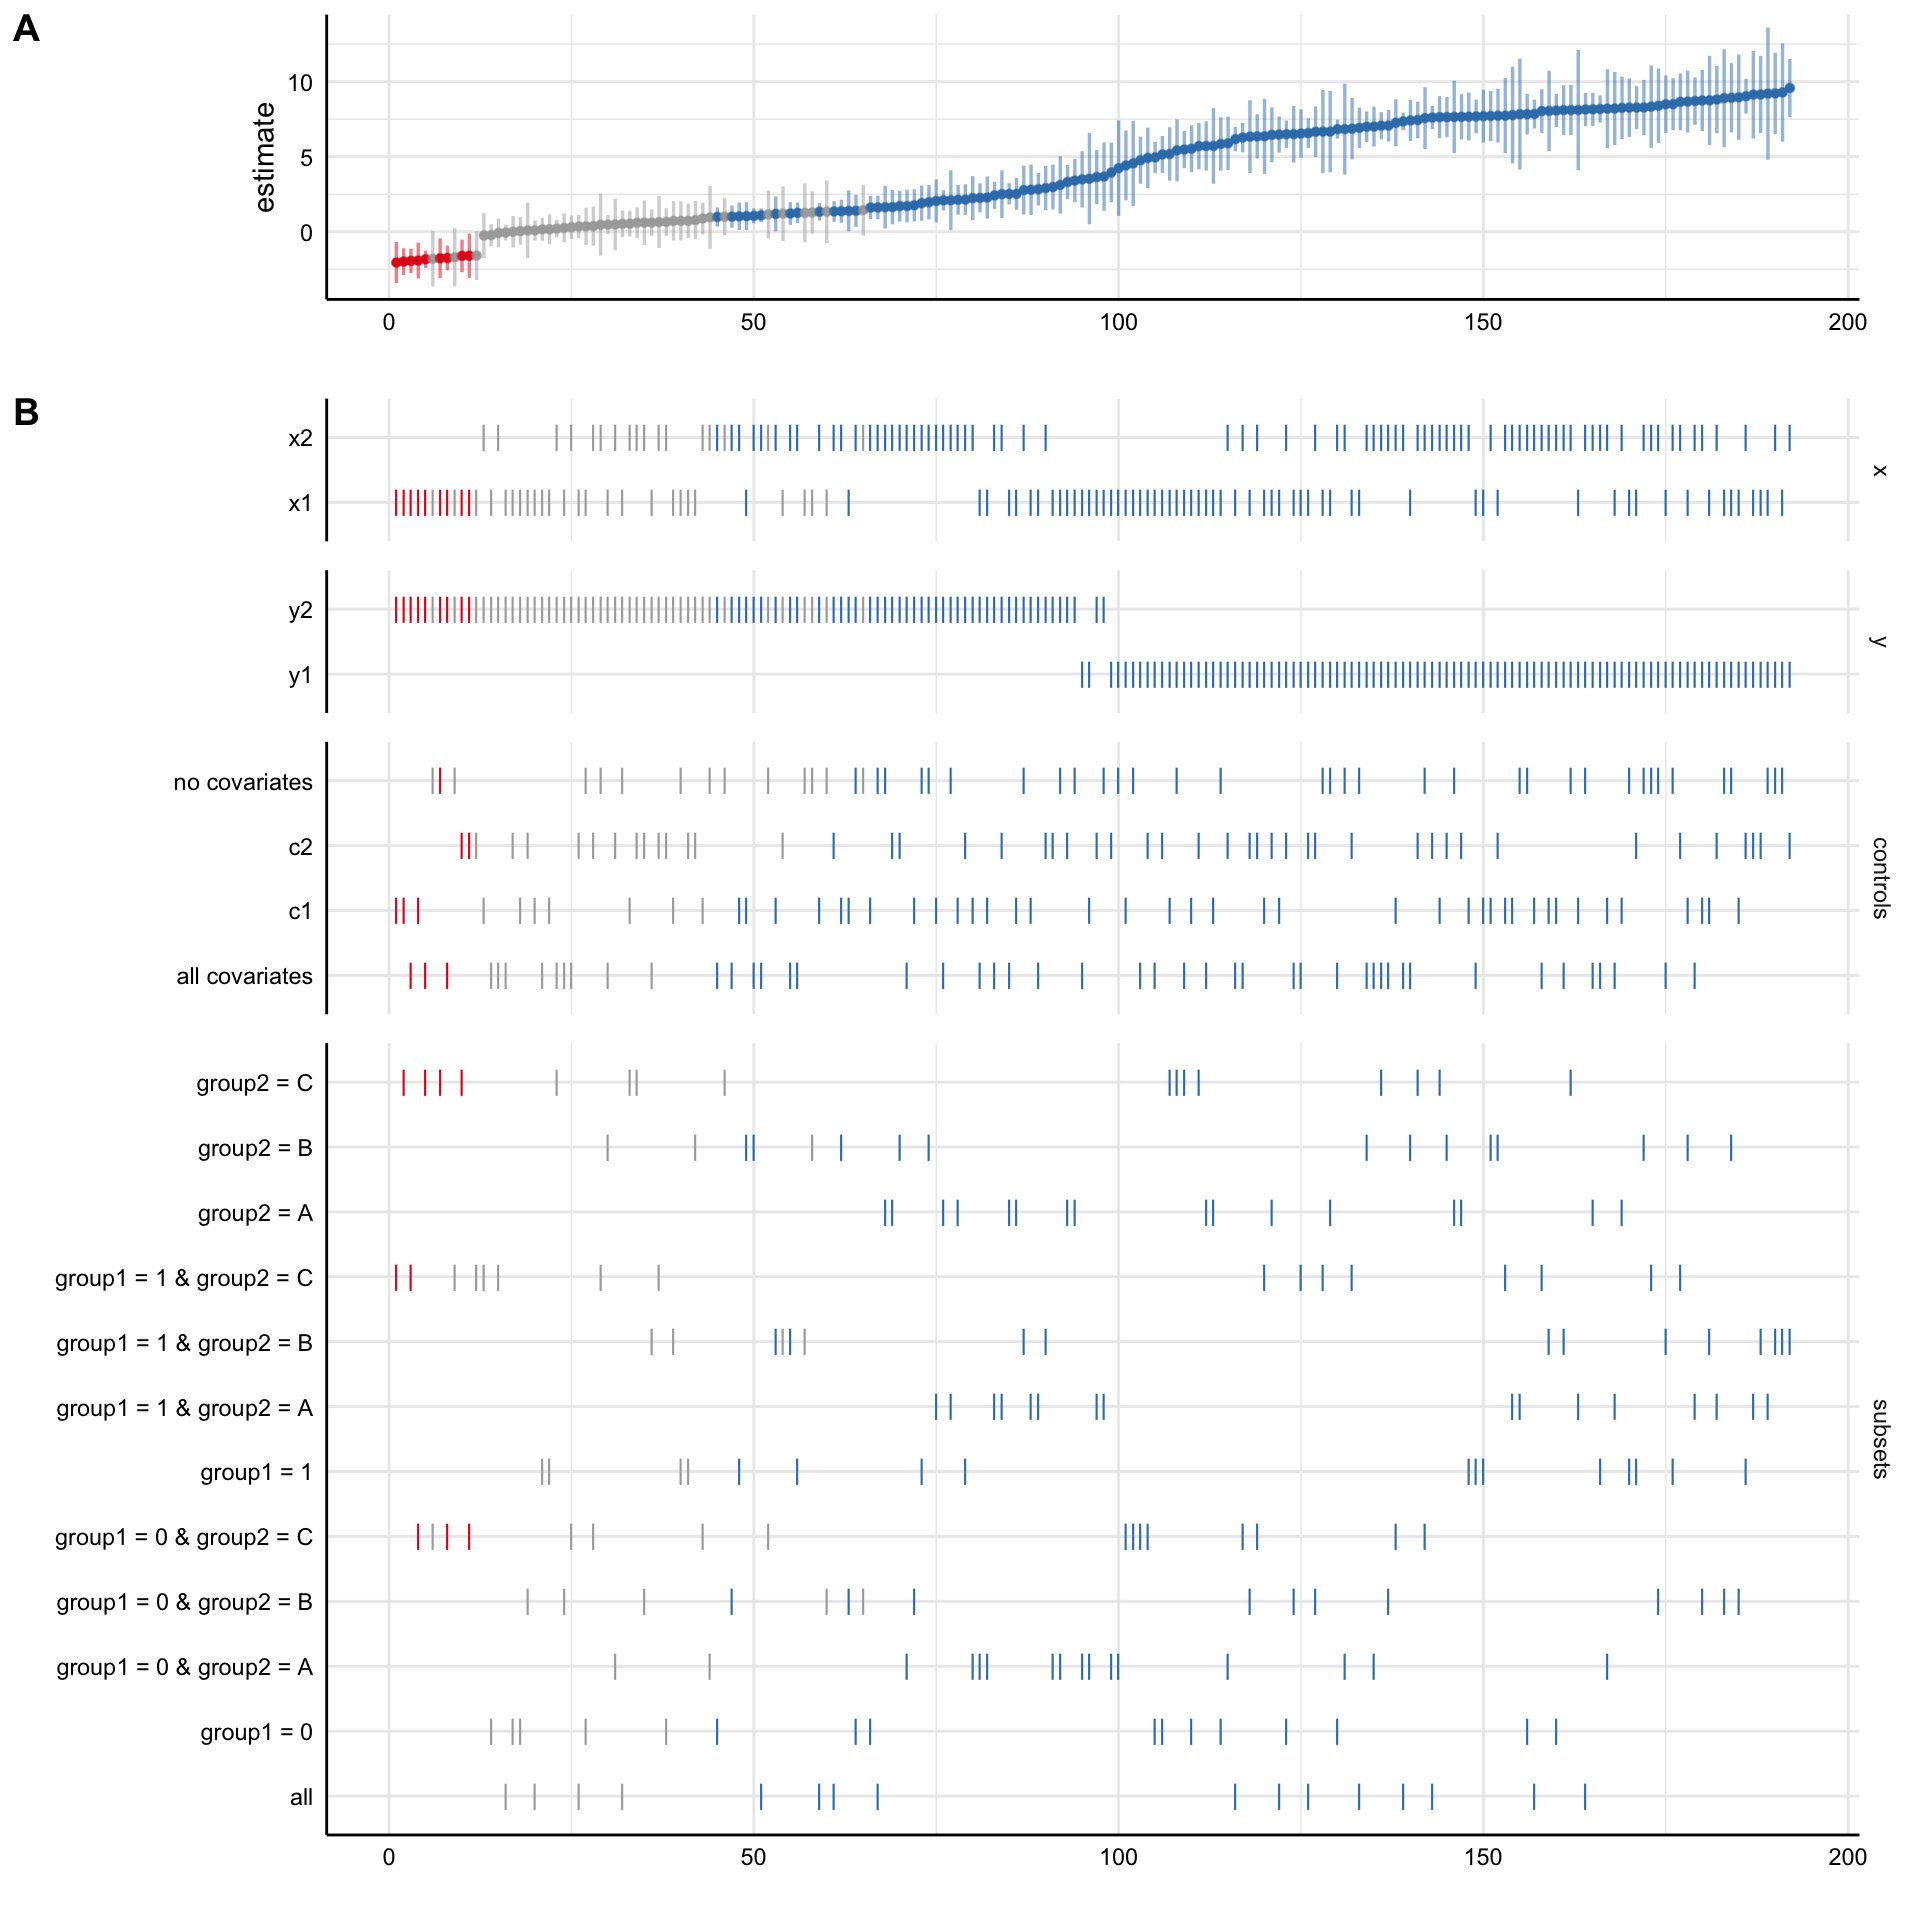 A
estimate
10
5
0
0 50 100 150 200
B
x2
x1
x
y2
y1
y
no covariates
c2
c1
all covariates
controls
group2 = C
group2 = B
group2 = A
group1 = 1 & group2 = C
group1 = 1 & group2 = B
group1 = 1 & group2 = A
group1 = 1
group1 = 0 & group2 = C
group1 = 0 & group2 = B
group1 = 0 & group2 = A
group1 = 0
all
subsets
0 50 100 150 200